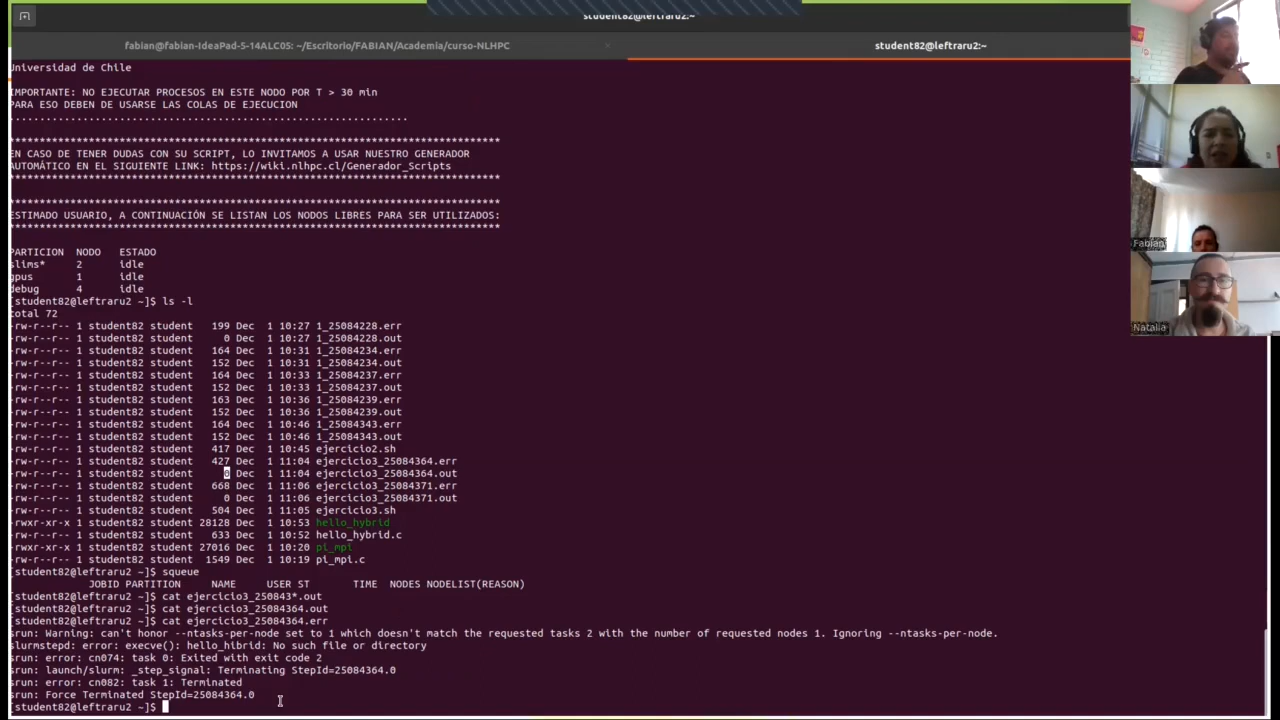 student82@leftraru2:~
fabian@fabian-IdeaPad-5-14ALC05: ~/Escritorio/FABIAN/Academia/curso-NLHPC
student82@leftraru2:~
Universidad de Chile
IMPORTANTE: NO EJECUTAR PROCESOS EN ESTE NODO POR T > 30 min
PARA ESO DEBEN DE USARSE LAS COLAS DE EJECUCION
..................................................................
********************************************************************************
EN CASO DE TENER DUDAS CON SU SCRIPT, LO INVITAMOS A USAR NUESTRO GENERADOR
AUTOMÁTICO EN EL SIGUIENTE LINK: https://wiki.nlhpc.cl/Generador_Scripts
********************************************************************************
********************************************************************************
ESTIMADO USUARIO, A CONTINUACIÓN SE LISTAN LOS NODOS LIBRES PARA SER UTILIZADOS:
********************************************************************************
PARTICION NODO ESTADO
slims* 2 idle
gpus 1 idle
debug 4 idle
[student82@leftraru2 ~]$ ls -l
total 72
-rw-r--r-- 1 student82 student 199 Dec 1 10:27 1_25084228.err
-rw-r--r-- 1 student82 student 0 Dec 1 10:27 1_25084228.out
-rw-r--r-- 1 student82 student 164 Dec 1 10:31 1_25084234.err
-rw-r--r-- 1 student82 student 152 Dec 1 10:31 1_25084234.out
-rw-r--r-- 1 student82 student 164 Dec 1 10:33 1_25084237.err
-rw-r--r-- 1 student82 student 152 Dec 1 10:33 1_25084237.out
-rw-r--r-- 1 student82 student 163 Dec 1 10:36 1_25084239.err
-rw-r--r-- 1 student82 student 152 Dec 1 10:36 1_25084239.out
-rw-r--r-- 1 student82 student 164 Dec 1 10:46 1_25084343.err
-rw-r--r-- 1 student82 student 152 Dec 1 10:46 1_25084343.out
-rw-r--r-- 1 student82 student 417 Dec 1 10:45 ejercicio2.sh
-rw-r--r-- 1 student82 student 427 Dec 1 11:04 ejercicio3_25084364.err
-rw-r--r-- 1 student82 student 0 Dec 1 11:04 ejercicio3_25084364.out
-rw-r--r-- 1 student82 student 668 Dec 1 11:06 ejercicio3_25084371.err
-rw-r--r-- 1 student82 student 0 Dec 1 11:06 ejercicio3_25084371.out
-rw-r--r-- 1 student82 student 504 Dec 1 11:05 ejercicio3.sh
-rwxr-xr-x 1 student82 student 28128 Dec 1 10:53 hello_hybrid
-rw-r--r-- 1 student82 student 633 Dec 1 10:52 hello_hybrid.c
-rwxr-xr-x 1 student82 student 27016 Dec 1 10:20 pi_mpi
-rw-r--r-- 1 student82 student 1549 Dec 1 10:19 pi_mpi.c
[student82@leftraru2 ~]$ squeue
JOBID PARTITION NAME USER ST TIME NODES NODELIST(REASON)
[student82@leftraru2 ~]$ cat ejercicio3_250843*.out
[student82@leftraru2 ~]$ cat ejercicio3_25084364.out
[student82@leftraru2 ~]$ cat ejercicio3_25084364.err
srun: Warning: can't honor --ntasks-per-node set to 1 which doesn't match the requested tasks 2 with the number of requested nodes 1. Ignoring --ntasks-per-node.
slurmstepd: error: execve(): hello_hibrid: No such file or directory
srun: error: cn074: task 0: Exited with exit code 2
srun: launch/slurm: _step_signal: Terminating StepId=25084364.0
srun: error: cn082: task 1: Terminated
srun: Force Terminated StepId=25084364.0
[student82@leftraru2 ~]$
Fabian
Natalia